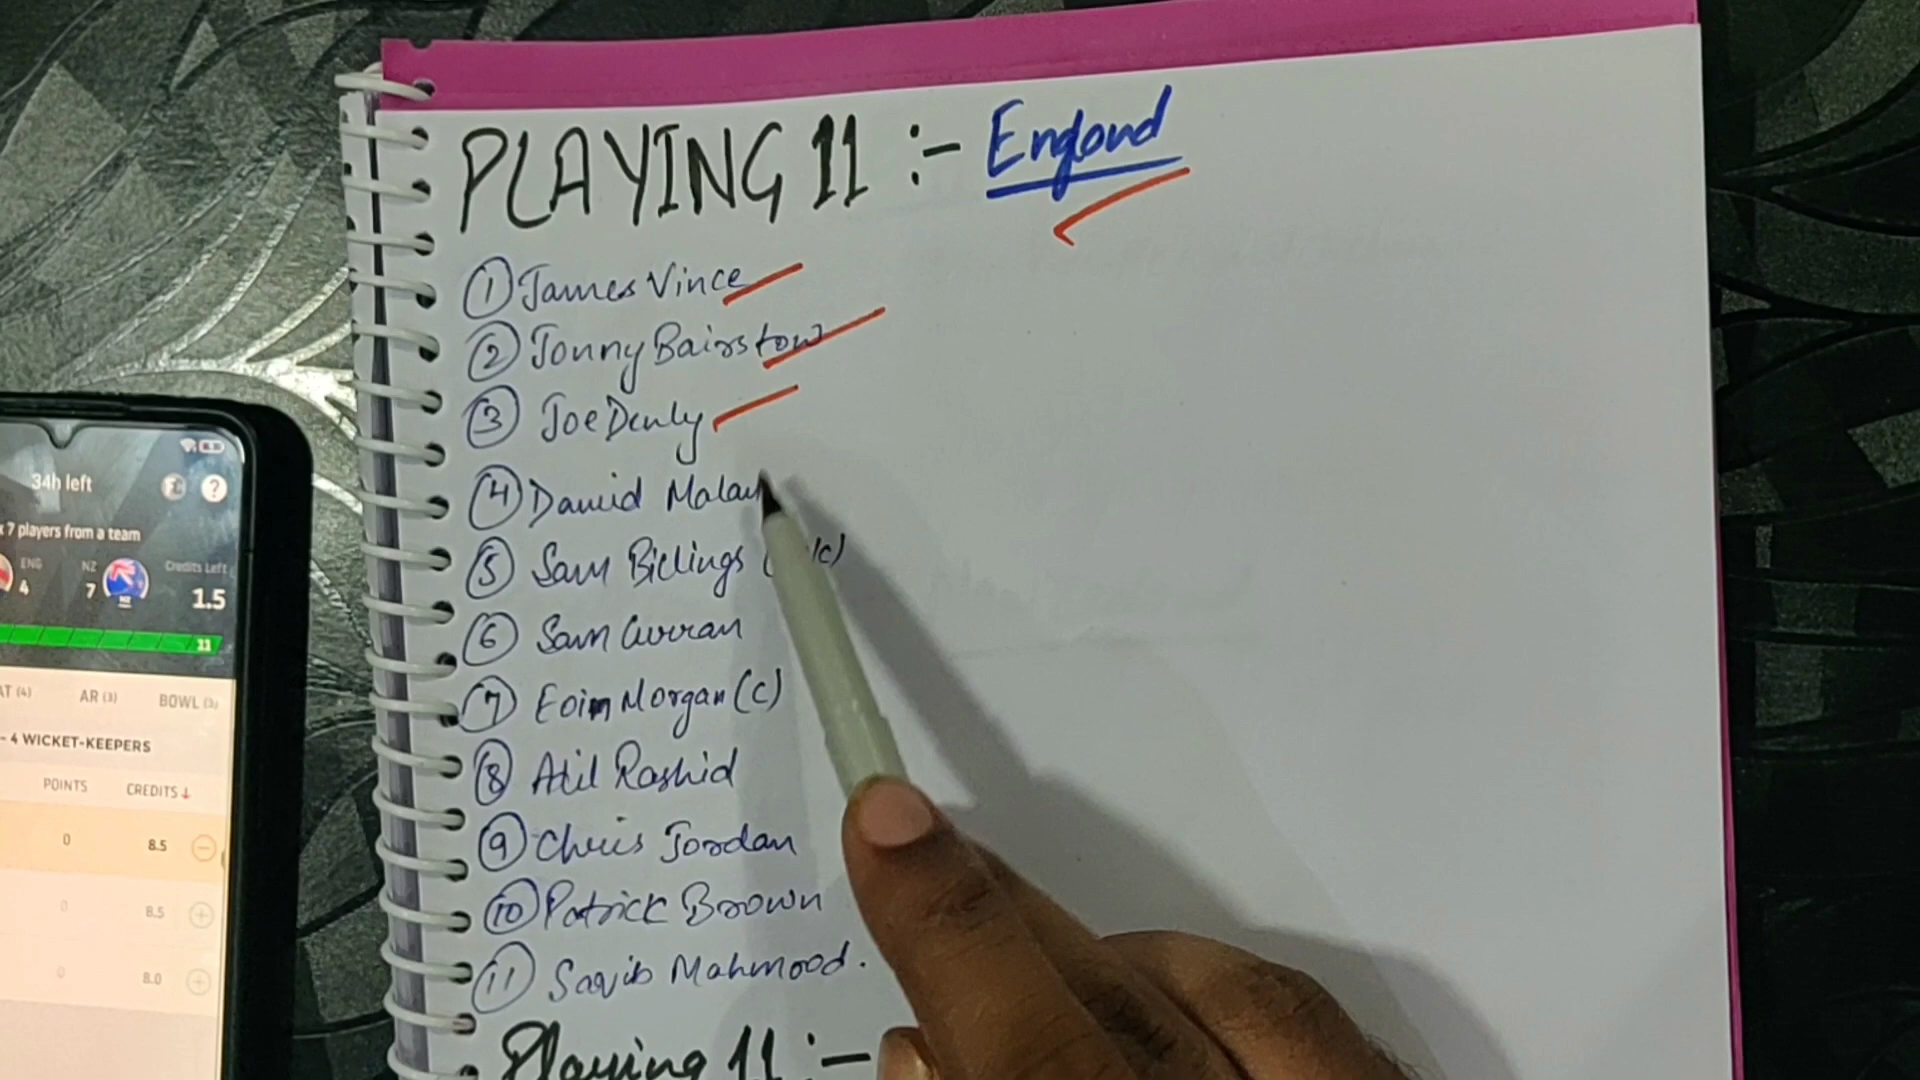 PLAYING 11 :- England
① James Vince
② Jonny Bairstow
③ Joe Denly
④ Dawid Malan
⑤ Sam Billings
⑥ Sam Curran
⑦ Eoin Morgan (C)
⑧ Adil Rashid
⑨ Chris Jordan
⑩ Patrick Brown
⑪ Saqib Mahmood.
Playing 11 :-
34h left
?
7 players from a team
ENG NZ Credits Left
4 7 1.5
NZ
11
AR (3) BOWL (3)
- 4 WICKET-KEEPERS
POINTS CREDITS ↓
0 8.5
0 8.5
0 8.0